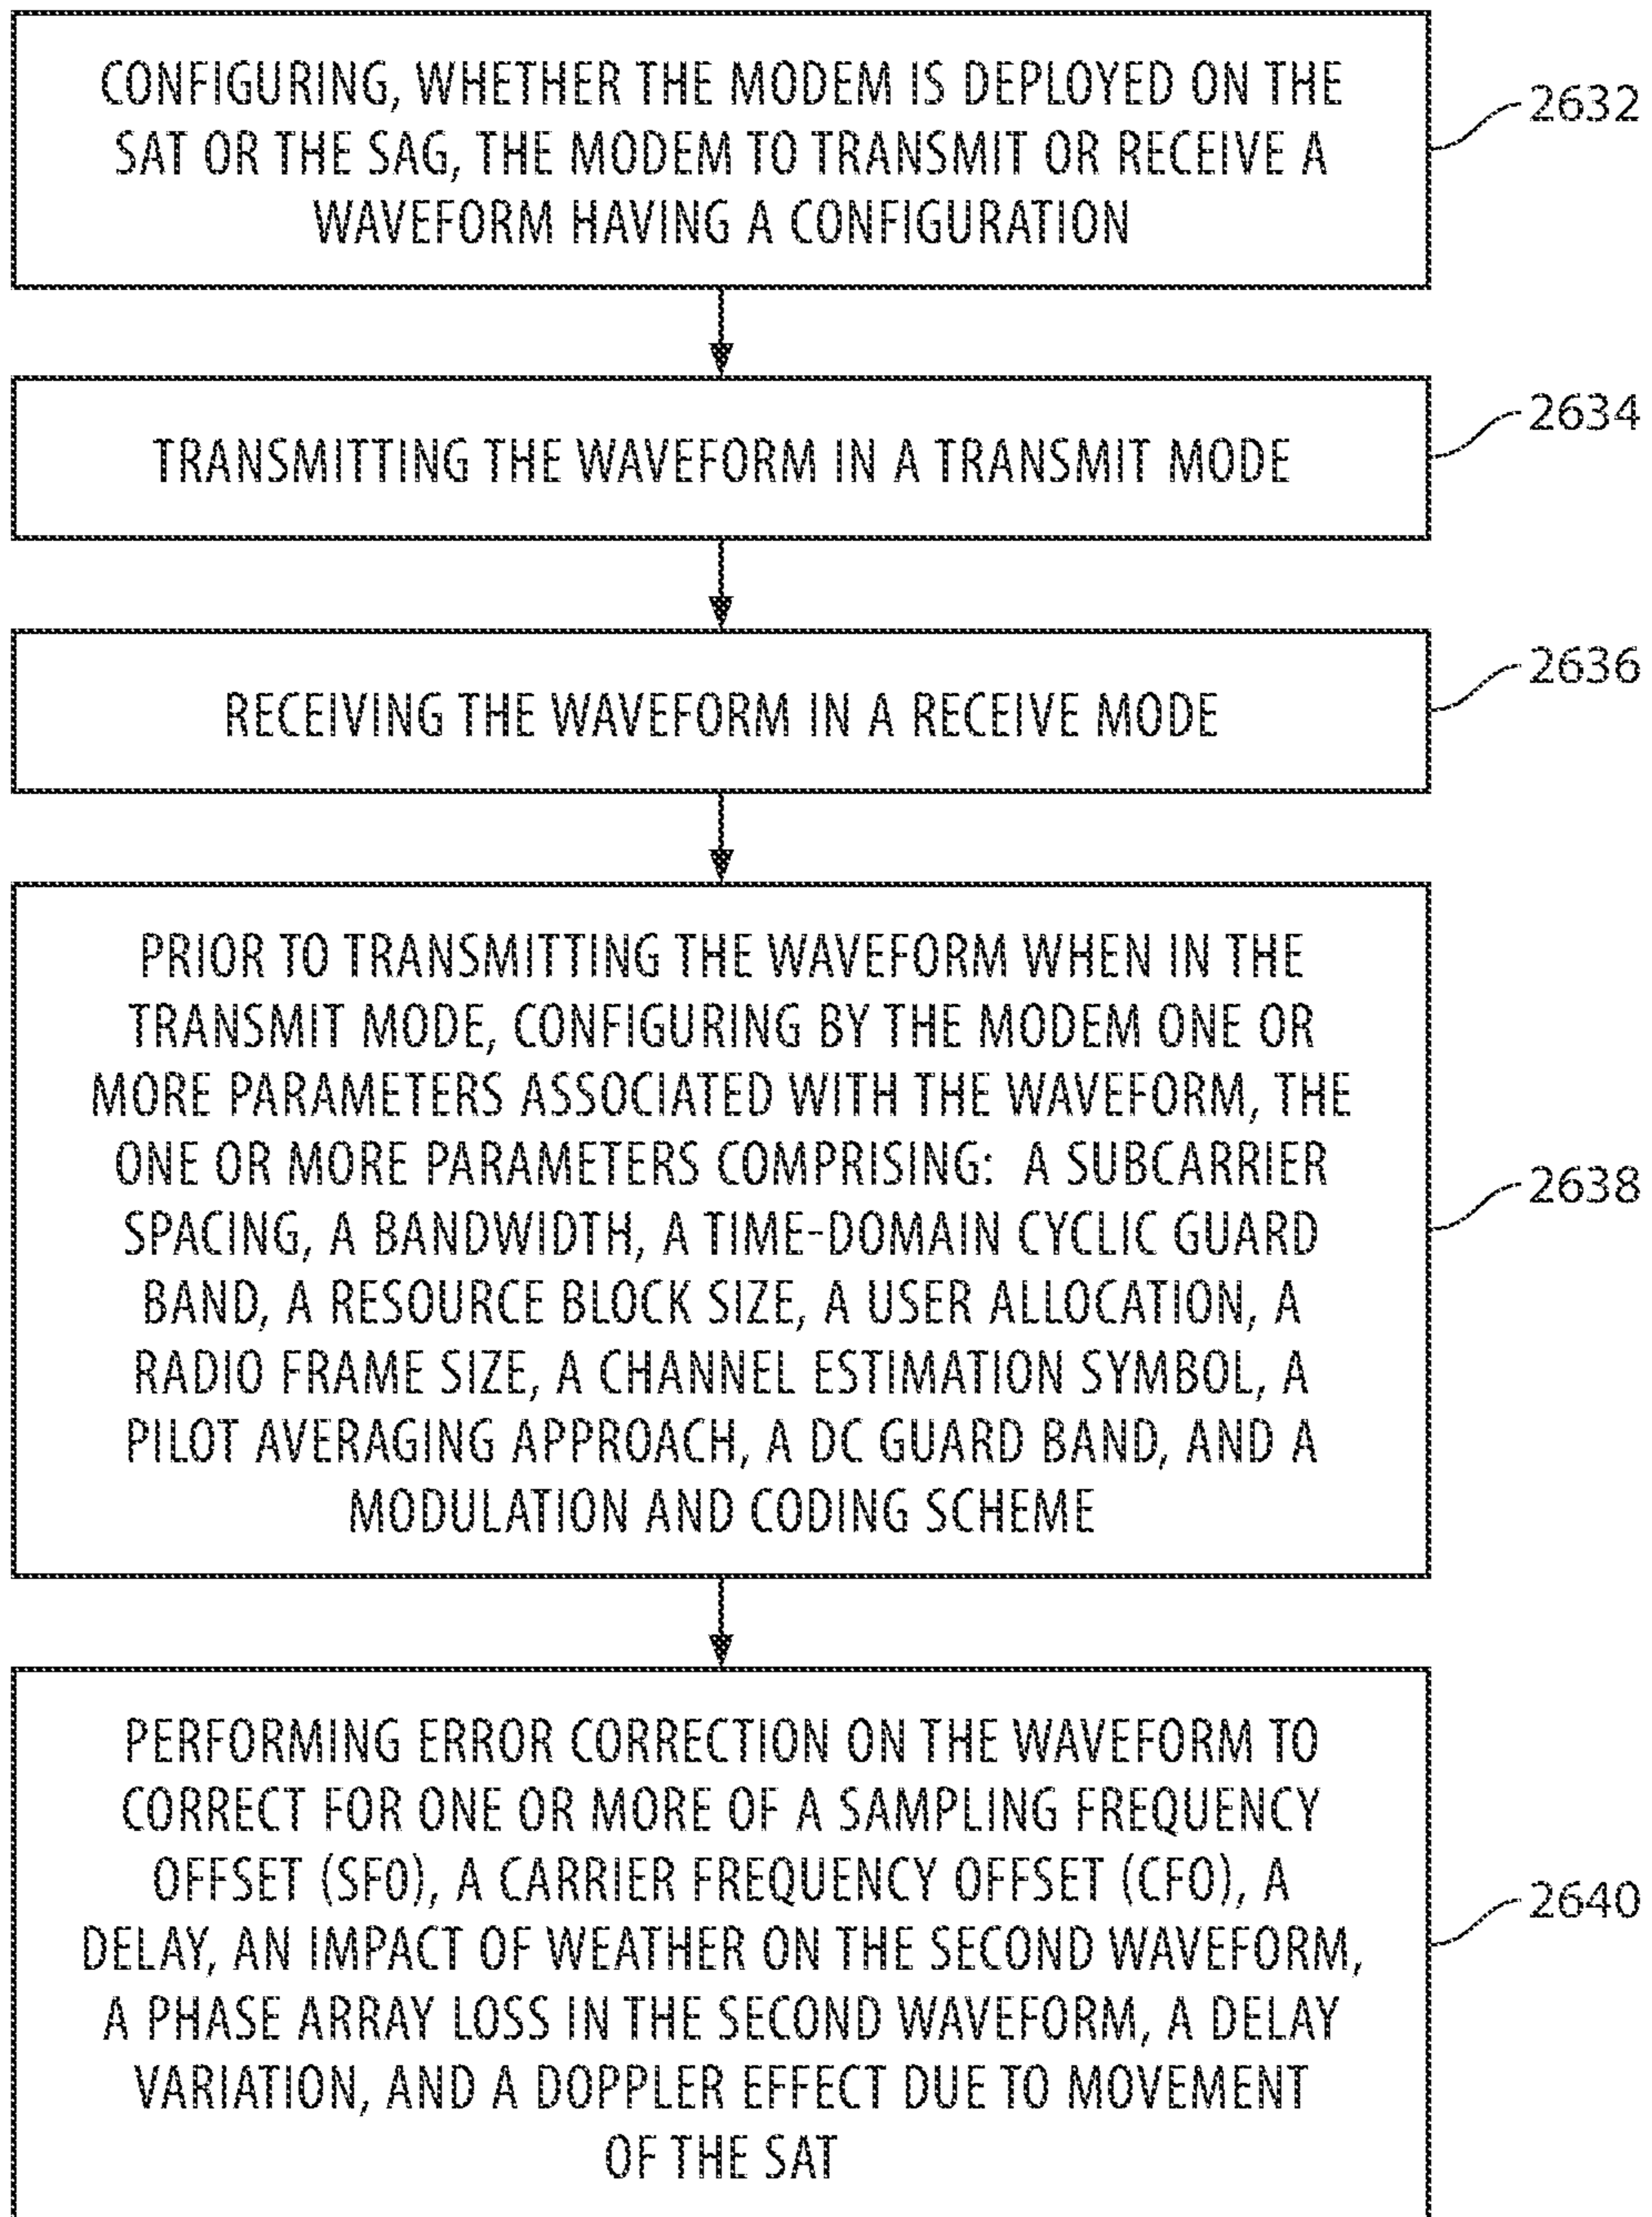 CONFIGURING, WHETHER THE MODEM IS DEPLOYED ON THE
SAT OR THE SAG, THE MODEM TO TRANSMIT OR RECEIVE A
WAVEFORM HAVING A CONFIGURATION
2632
TRANSMITTING THE WAVEFORM IN A TRANSMIT MODE
2634
RECEIVING THE WAVEFORM IN A RECEIVE MODE
2636
PRIOR TO TRANSMITTING THE WAVEFORM WHEN IN THE
TRANSMIT MODE, CONFIGURING BY THE MODEM ONE OR
MORE PARAMETERS ASSOCIATED WITH THE WAVEFORM, THE
ONE OR MORE PARAMETERS COMPRISING: A SUBCARRIER
SPACING, A BANDWIDTH, A TIME-DOMAIN CYCLIC GUARD
BAND, A RESOURCE BLOCK SIZE, A USER ALLOCATION, A
RADIO FRAME SIZE, A CHANNEL ESTIMATION SYMBOL, A
PILOT AVERAGING APPROACH, A DC GUARD BAND, AND A
MODULATION AND CODING SCHEME
2638
PERFORMING ERROR CORRECTION ON THE WAVEFORM TO
CORRECT FOR ONE OR MORE OF A SAMPLING FREQUENCY
OFFSET (SFO), A CARRIER FREQUENCY OFFSET (CFO), A
DELAY, AN IMPACT OF WEATHER ON THE SECOND WAVEFORM,
A PHASE ARRAY LOSS IN THE SECOND WAVEFORM, A DELAY
VARIATION, AND A DOPPLER EFFECT DUE TO MOVEMENT
OF THE SAT
2640